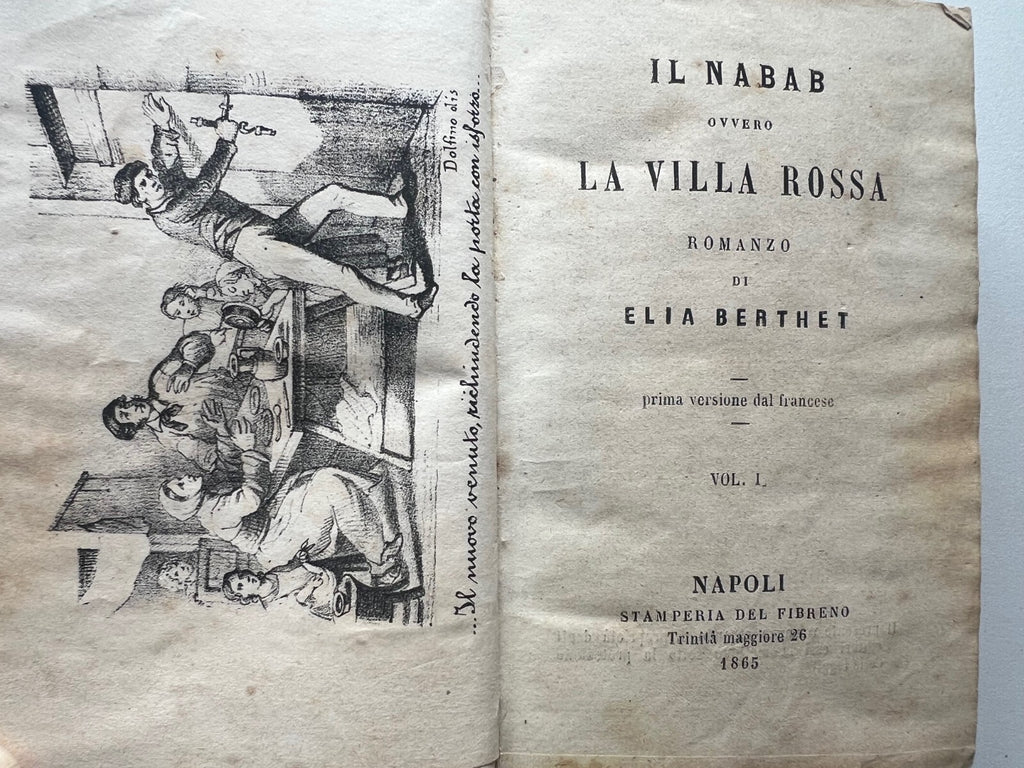 Dolfino dis
...Il nuovo venuto, richiudendo la porta con isforzo...
IL NABAB
OVVERO
LA VILLA ROSSA
ROMANZO
DI
ELIA BERTHET
prima versione dal francese
VOL. I.
NAPOLI
STAMPERIA DEL FIBRENO
Trinità maggiore 26
1865